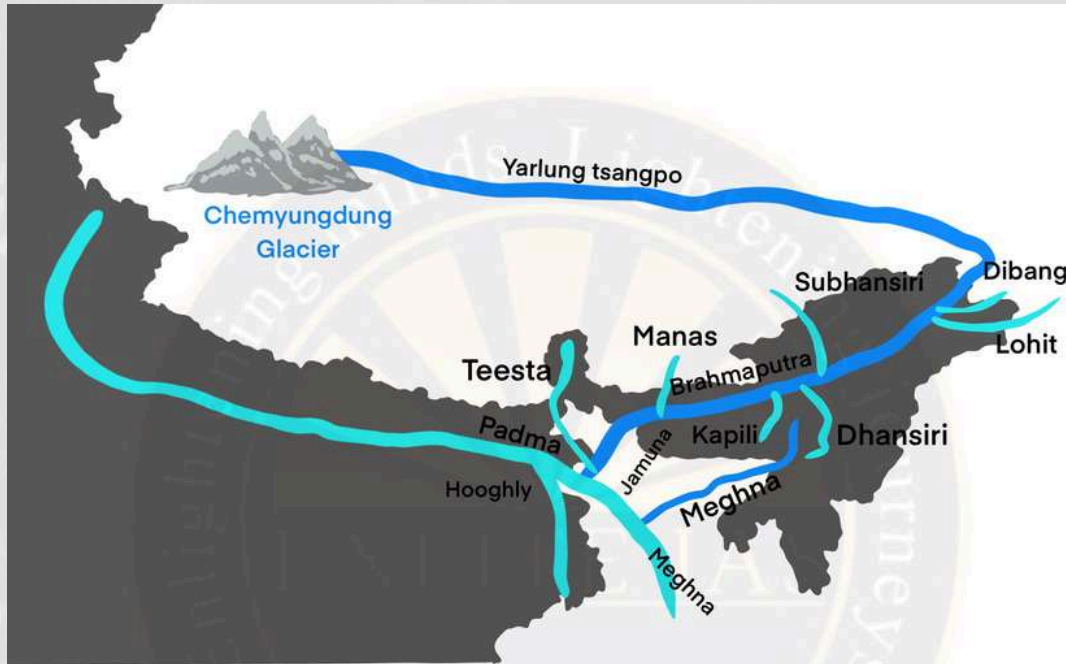 Yarlung tsangpo
Chemyungdung
Glacier
Subhansiri
Dibang
Manas
Lohit
Teesta
Brahmaputra
Padma
Kapili
Dhansiri
Jamuna
Hooghly
Meghna
Meghna